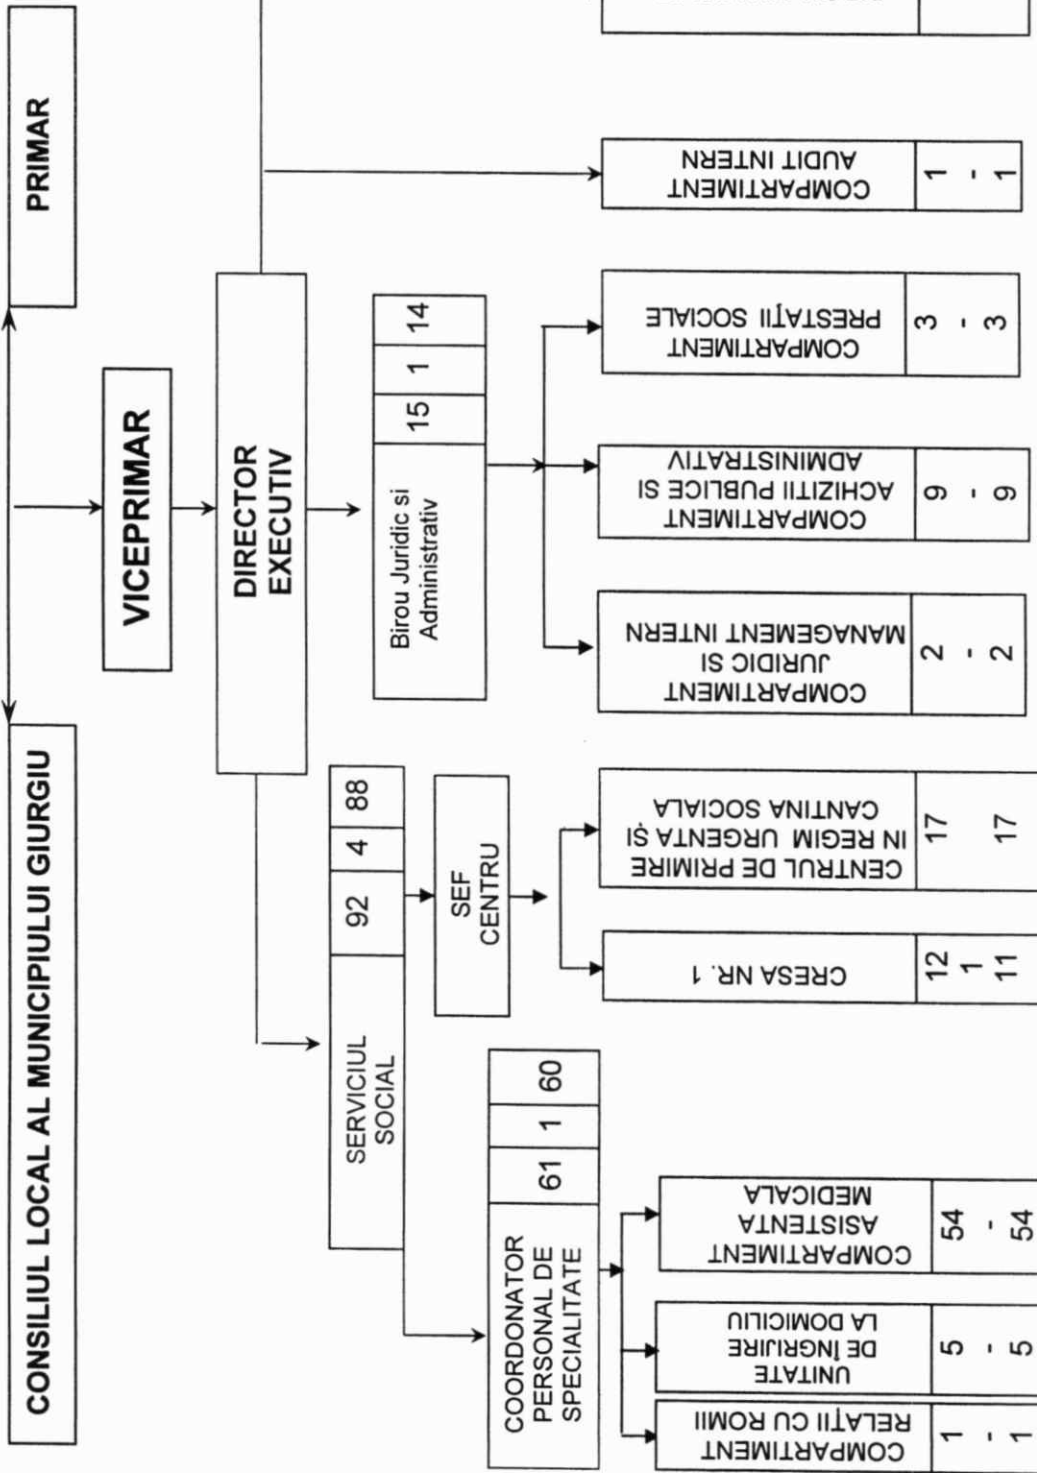 CONSILIUL LOCAL AL MUNICIPIULUI GIURGIU
PRIMAR
VICEPRIMAR
DIRECTOR
EXECUTIV
SERVICIUL
SOCIAL
92 4 88
Birou Juridic si
Administrativ
15 1 14
SEF
CENTRU
COORDONATOR
PERSONAL DE
SPECIALITATE
61 1 60
COMPARTIMENT
RELAȚII CU ROMII
1
-
1
UNITATE
DE ÎNGRIJIRE
LA DOMICILIU
5
-
5
COMPARTIMENT
ASISTENTA
MEDICALA
54
-
54
CRESA NR. 1
12
1
11
CENTRUL DE PRIMIRE
IN REGIM URGENTA ȘI
CANTINA SOCIALA
17
17
COMPARTIMENT
JURIDIC SI
MANAGEMENT INTERN
2
-
2
COMPARTIMENT
ACHIZITII PUBLICE SI
ADMINISTRATIV
9
-
9
COMPARTIMENT
PRESTAȚII SOCIALE
3
-
3
COMPARTIMENT
AUDIT INTERN
1
-
1